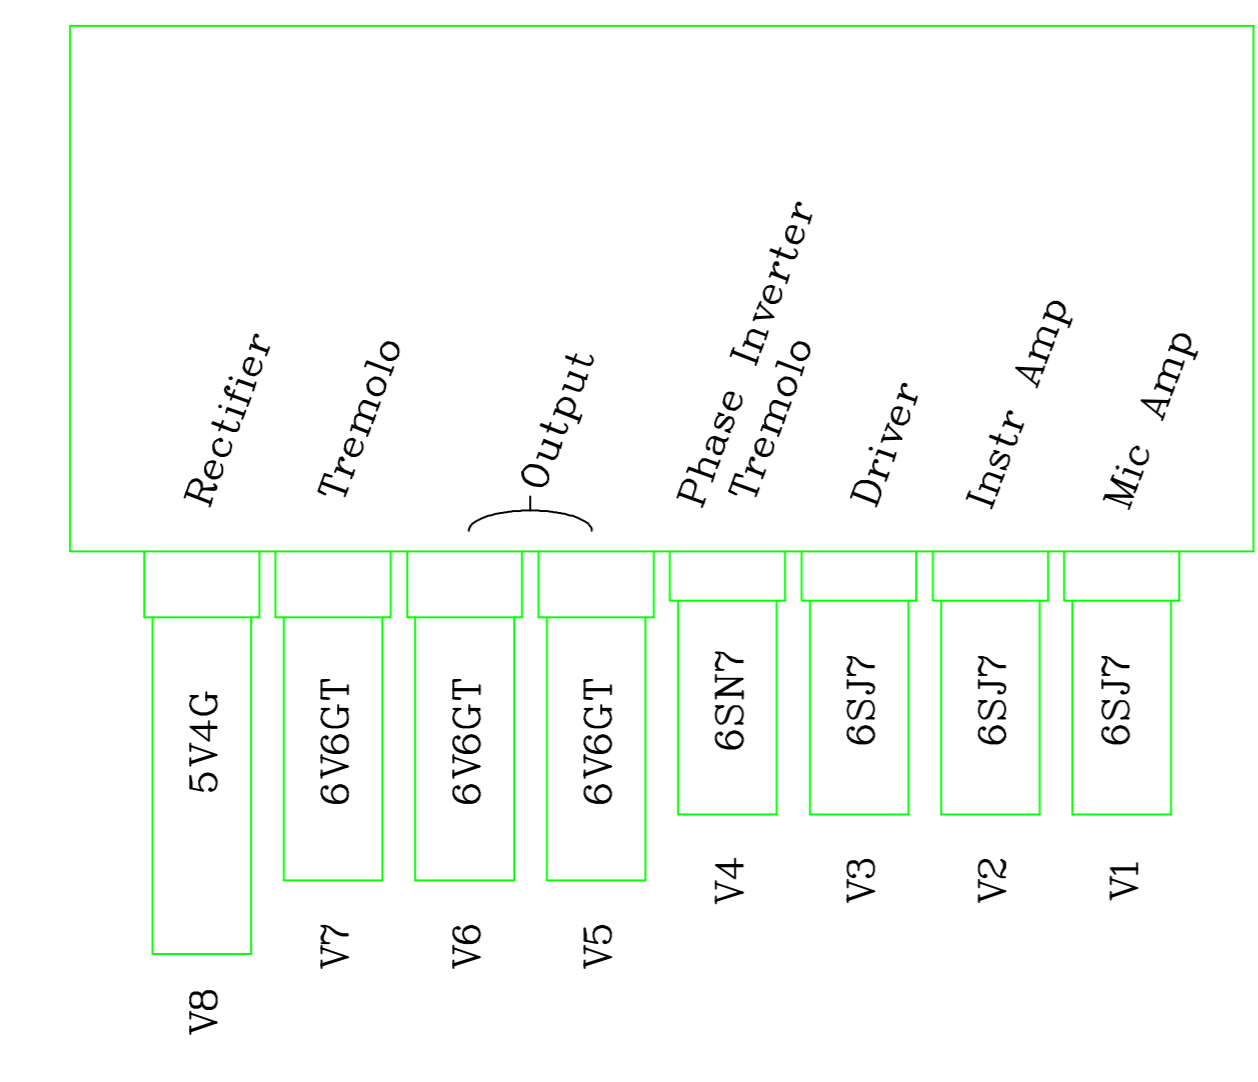 Rectifier
Tremolo
Output
Phase Inverter
Tremolo
Driver
Instr Amp
Mic Amp
5V4G
6V6GT
6V6GT
6V6GT
6SN7
6SJ7
6SJ7
6SJ7
V8
V7
V6
V5
V4
V3
V2
V1